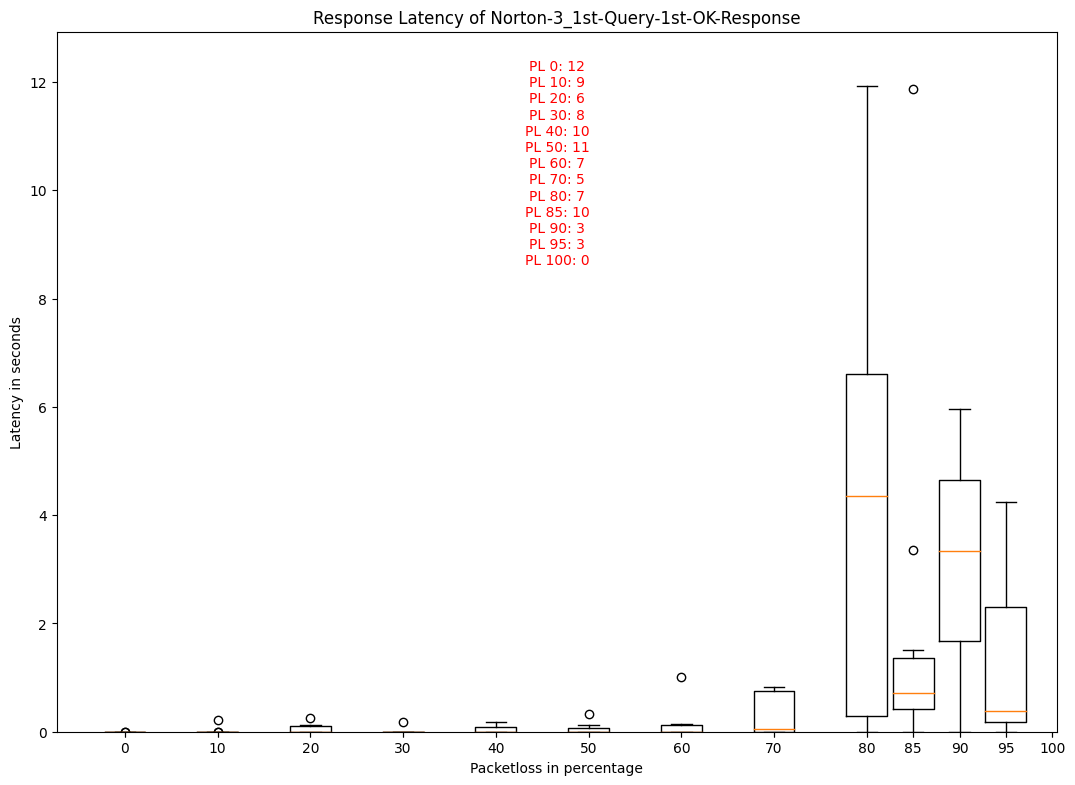 Response Latency of Norton-3_1st-Query-1st-OK-Response
PL 0: 12
PL 10: 9
PL 20: 6
PL 30: 8
PL 40: 10
PL 50: 11
PL 60: 7
PL 70: 5
PL 80: 7
PL 85: 10
PL 90: 3
PL 95: 3
PL 100: 0
Latency in seconds
12
10
8
6
4
2
0
0 10 20 30 40 50 60 70 80 85 90 95 100
Packetloss in percentage